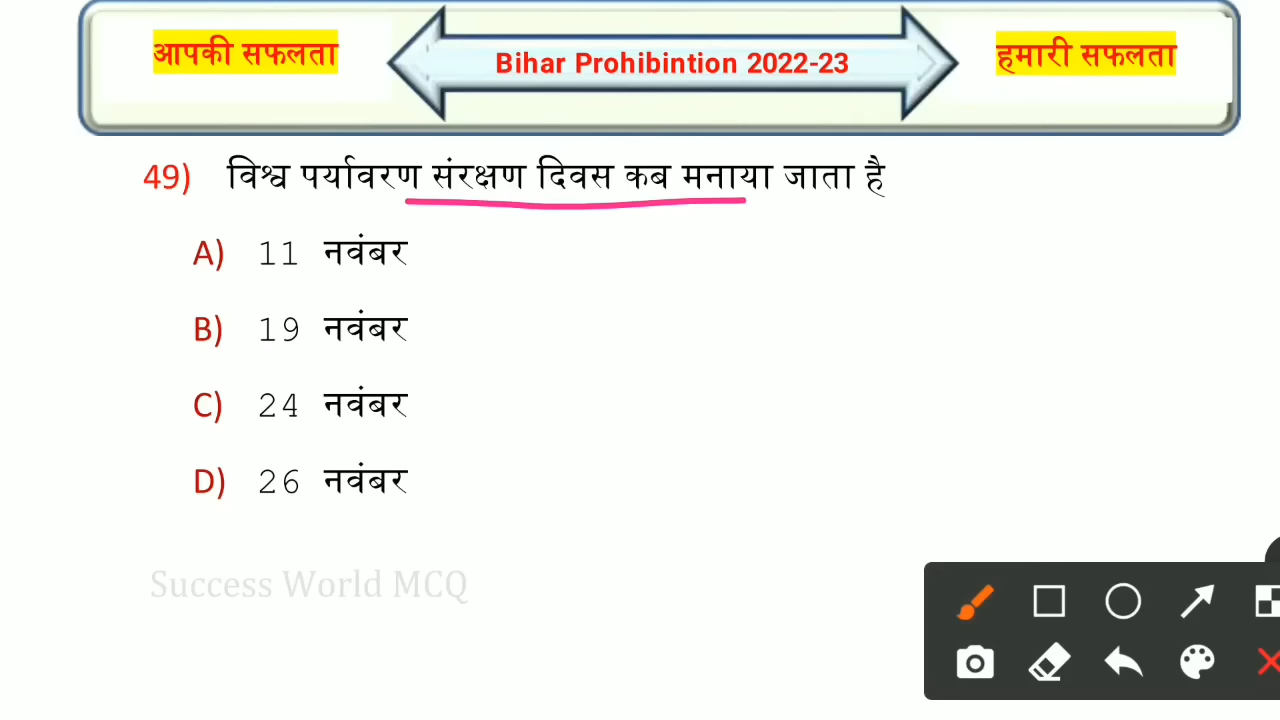 आपकी सफलता
Bihar Prohibintion 2022-23
हमारी सफलता
49) विश्व पर्यावरण संरक्षण दिवस कब मनाया जाता है
A) 11 नवंबर
B) 19 नवंबर
C) 24 नवंबर
D) 26 नवंबर
Success World MCQ